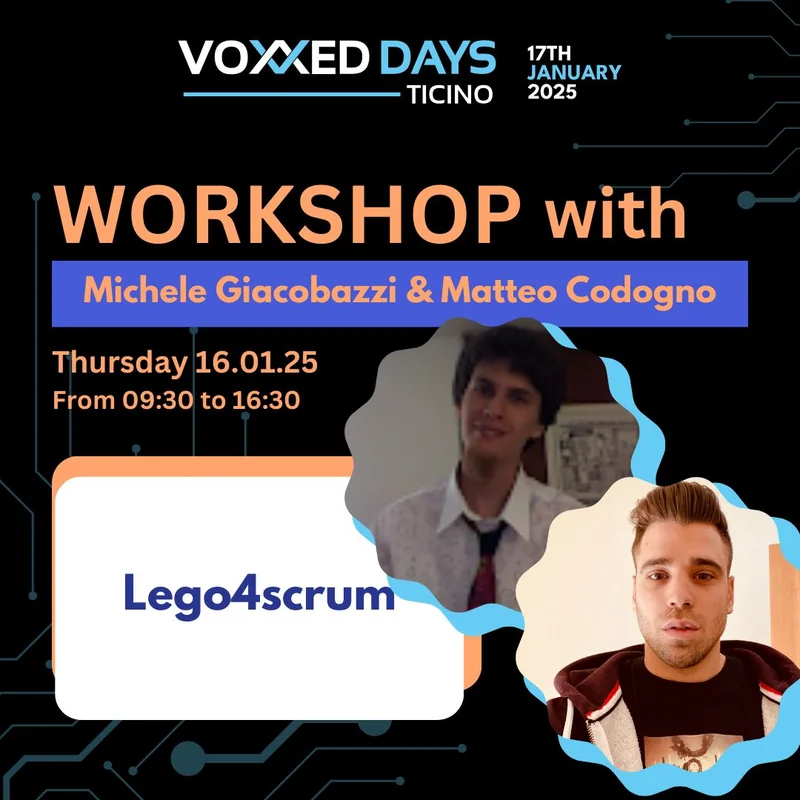 VOXXED DAYS
TICINO
17TH
JANUARY
2025
WORKSHOP with
Michele Giacobazzi & Matteo Codogno
Thursday 16.01.25
From 09:30 to 16:30
Lego4scrum